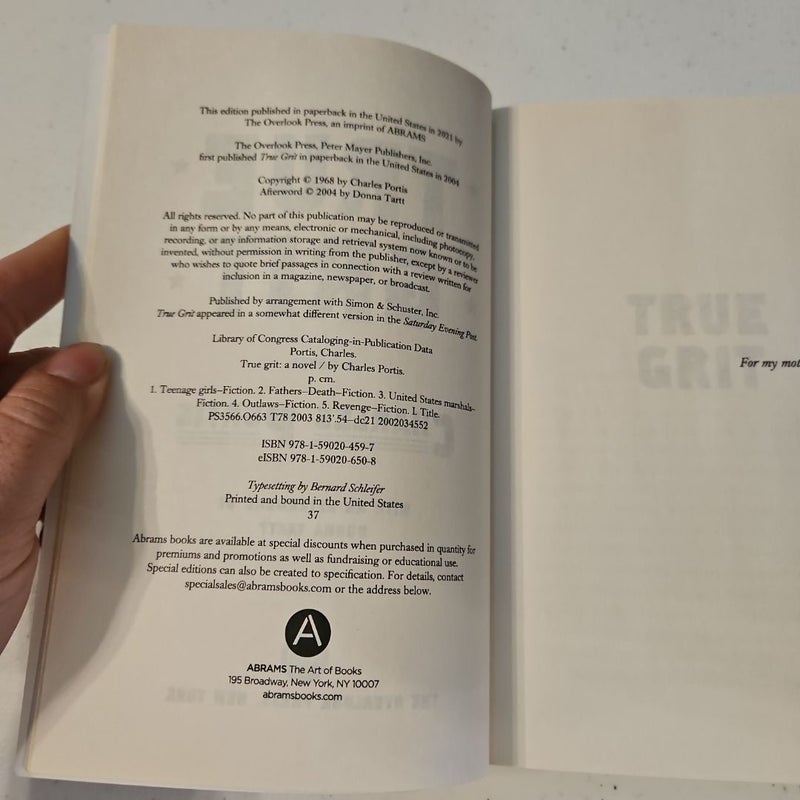 This edition published in paperback in the United States in 2021 by
The Overlook Press, an imprint of ABRAMS
The Overlook Press, Peter Mayer Publishers, Inc.
first published True Grit in paperback in the United States in 2004
Copyright © 1968 by Charles Portis
Afterword © 2004 by Donna Tartt
All rights reserved. No part of this publication may be reproduced or transmitted
in any form or by any means, electronic or mechanical, including photocopy,
recording, or any information storage and retrieval system now known or to be
invented, without permission in writing from the publisher, except by a reviewer
who wishes to quote brief passages in connection with a review written for
inclusion in a magazine, newspaper, or broadcast.
Published by arrangement with Simon & Schuster, Inc.
True Grit appeared in a somewhat different version in the Saturday Evening Post.
Library of Congress Cataloging-in-Publication Data
Portis, Charles.
True grit: a novel / by Charles Portis.
p. cm.
1. Teenage girls–Fiction. 2. Fathers–Death–Fiction. 3. United States marshals–
Fiction. 4. Outlaws–Fiction. 5. Revenge–Fiction. I. Title.
PS3566.O663 T78 2003 813'.54–dc21 2002034552
ISBN 978-1-59020-459-7
eISBN 978-1-59020-650-8
Typesetting by Bernard Schleifer
Printed and bound in the United States
37
Abrams books are available at special discounts when purchased in quantity for
premiums and promotions as well as fundraising or educational use.
Special editions can also be created to specification. For details, contact
specialsales@abramsbooks.com or the address below.
A
ABRAMS The Art of Books
195 Broadway, New York, NY 10007
abramsbooks.com
TRUE
GRIT
For my mot